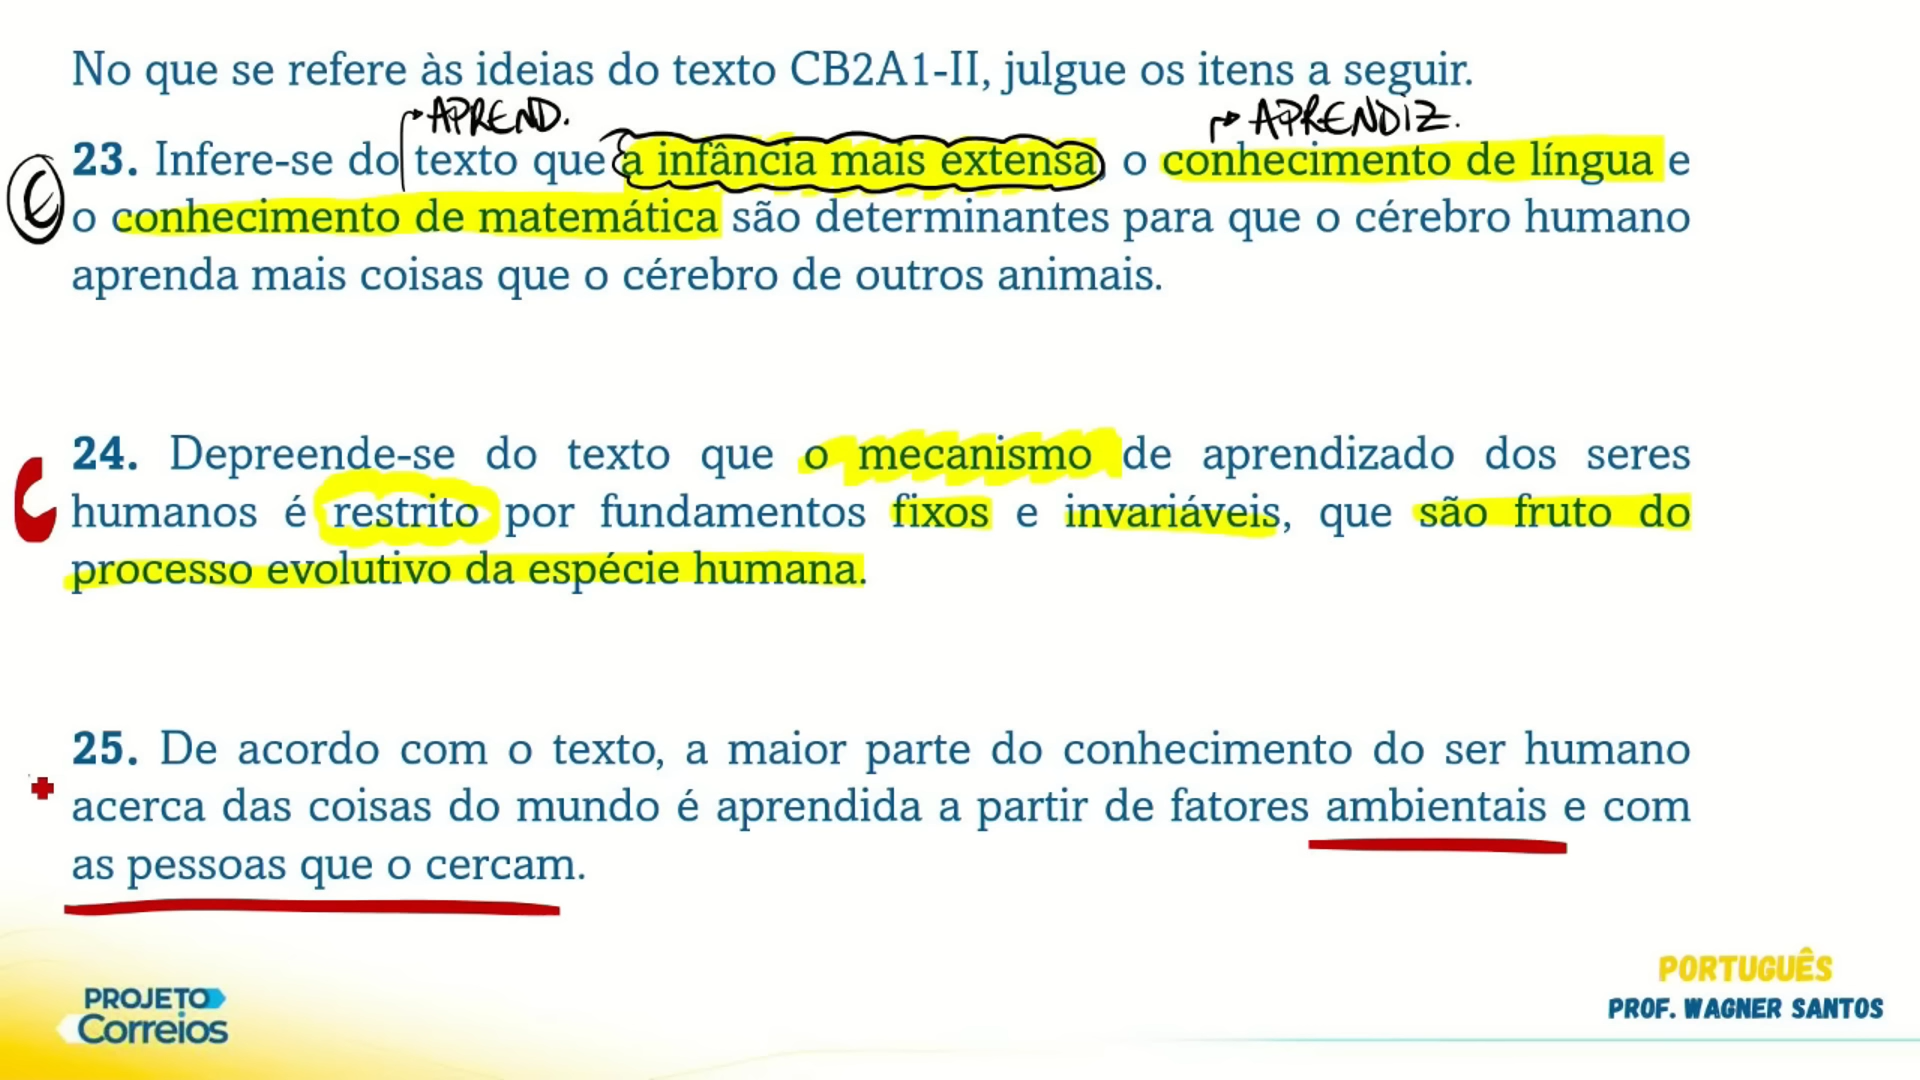 No que se refere às ideias do texto CB2A1-II, julgue os itens a seguir.
APREND. APRENDIZ.
23. Infere-se do texto que a infância mais extensa, o conhecimento de língua e
C o conhecimento de matemática são determinantes para que o cérebro humano
aprenda mais coisas que o cérebro de outros animais.
24. Depreende-se do texto que o mecanismo de aprendizado dos seres
C humanos é restrito por fundamentos fixos e invariáveis, que são fruto do
processo evolutivo da espécie humana.
25. De acordo com o texto, a maior parte do conhecimento do ser humano
acerca das coisas do mundo é aprendida a partir de fatores ambientais e com
as pessoas que o cercam.
PROJETO
Correios
PORTUGUÊS
PROF. WAGNER SANTOS